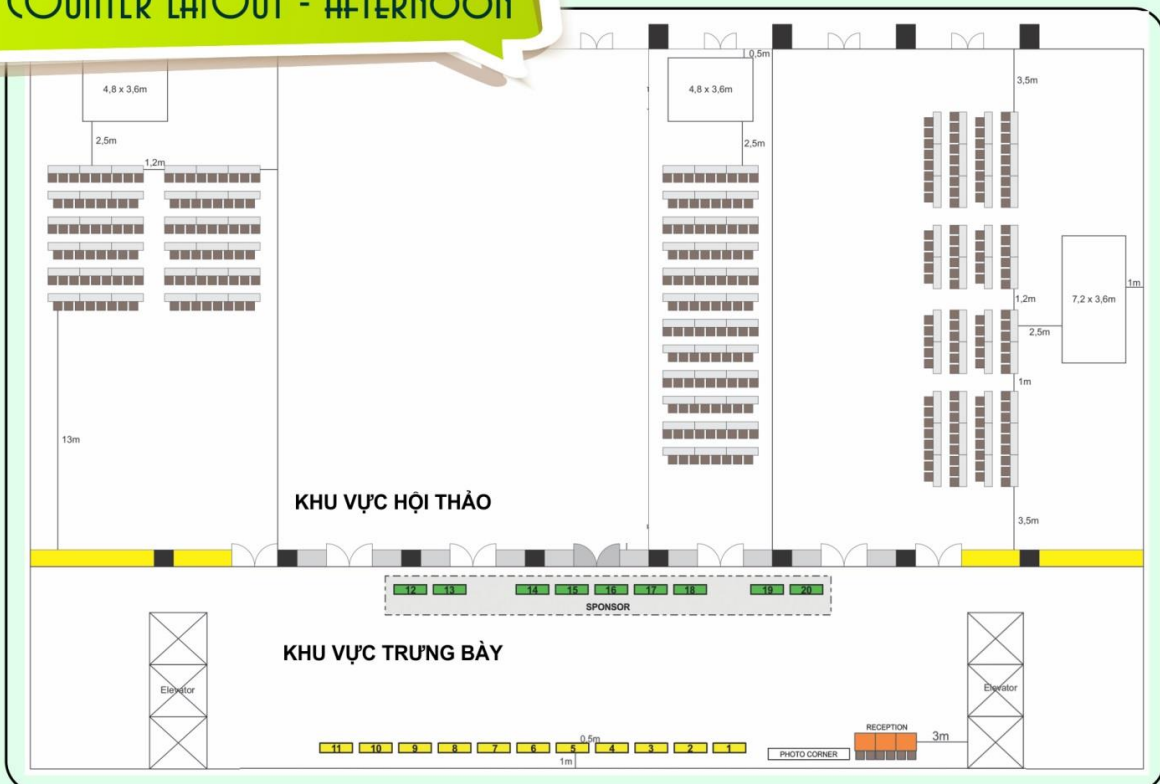 COUNTER LAYOUT - AFTERNOON
0,5m
4,8 x 3,6m
4,8 x 3,6m
3,5m
2,5m
2,5m
1,2m
7,2 x 3,6m
1m
1,2m
2,5m
1m
13m
KHU VỰC HỘI THẢO
3,5m
12 13 14 15 16 17 18 19 20
SPONSOR
KHU VỰC TRƯNG BÀY
Elevator
Elevator
RECEPTION
3m
0,5m
11 10 9 8 7 6 5 4 3 2 1
PHOTO CORNER
1m